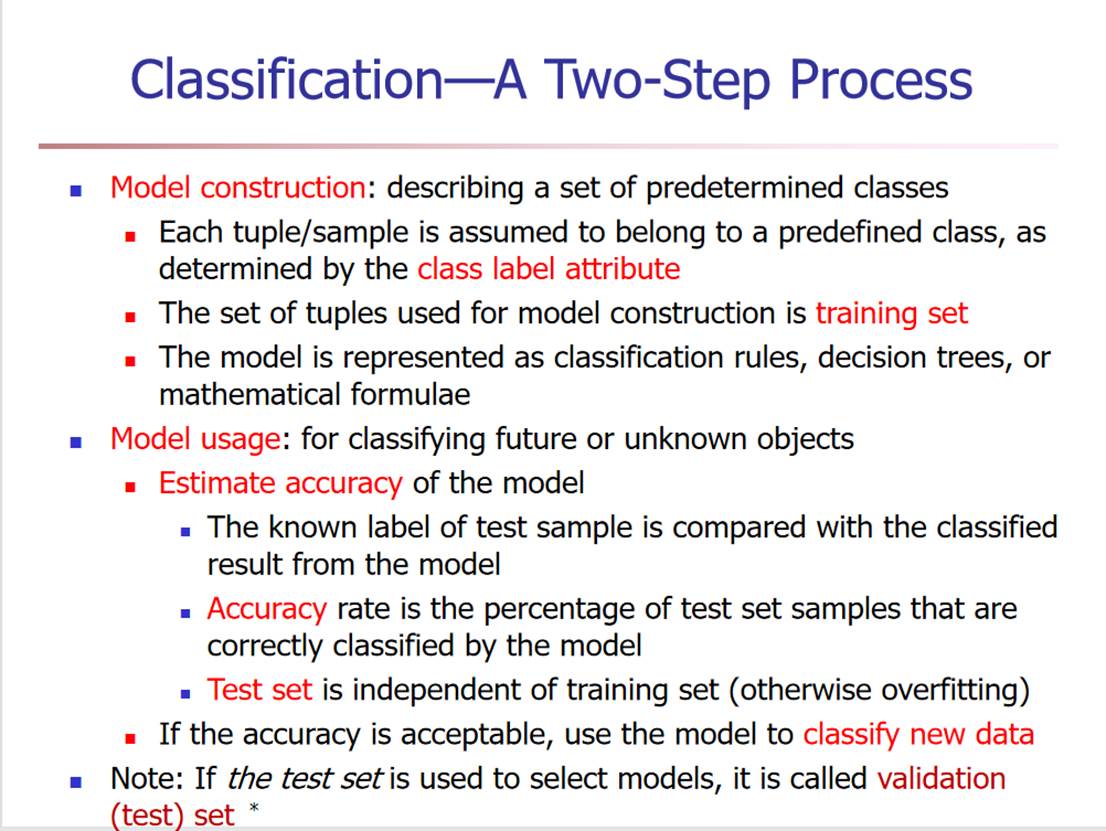 Classification—A Two-Step Process
Model construction: describing a set of predetermined classes
Each tuple/sample is assumed to belong to a predefined class, as
determined by the class label attribute
The set of tuples used for model construction is training set
The model is represented as classification rules, decision trees, or
mathematical formulae
Model usage: for classifying future or unknown objects
Estimate accuracy of the model
The known label of test sample is compared with the classified
result from the model
Accuracy rate is the percentage of test set samples that are
correctly classified by the model
Test set is independent of training set (otherwise overfitting)
If the accuracy is acceptable, use the model to classify new data
Note: If the test set is used to select models, it is called validation
(test) set *